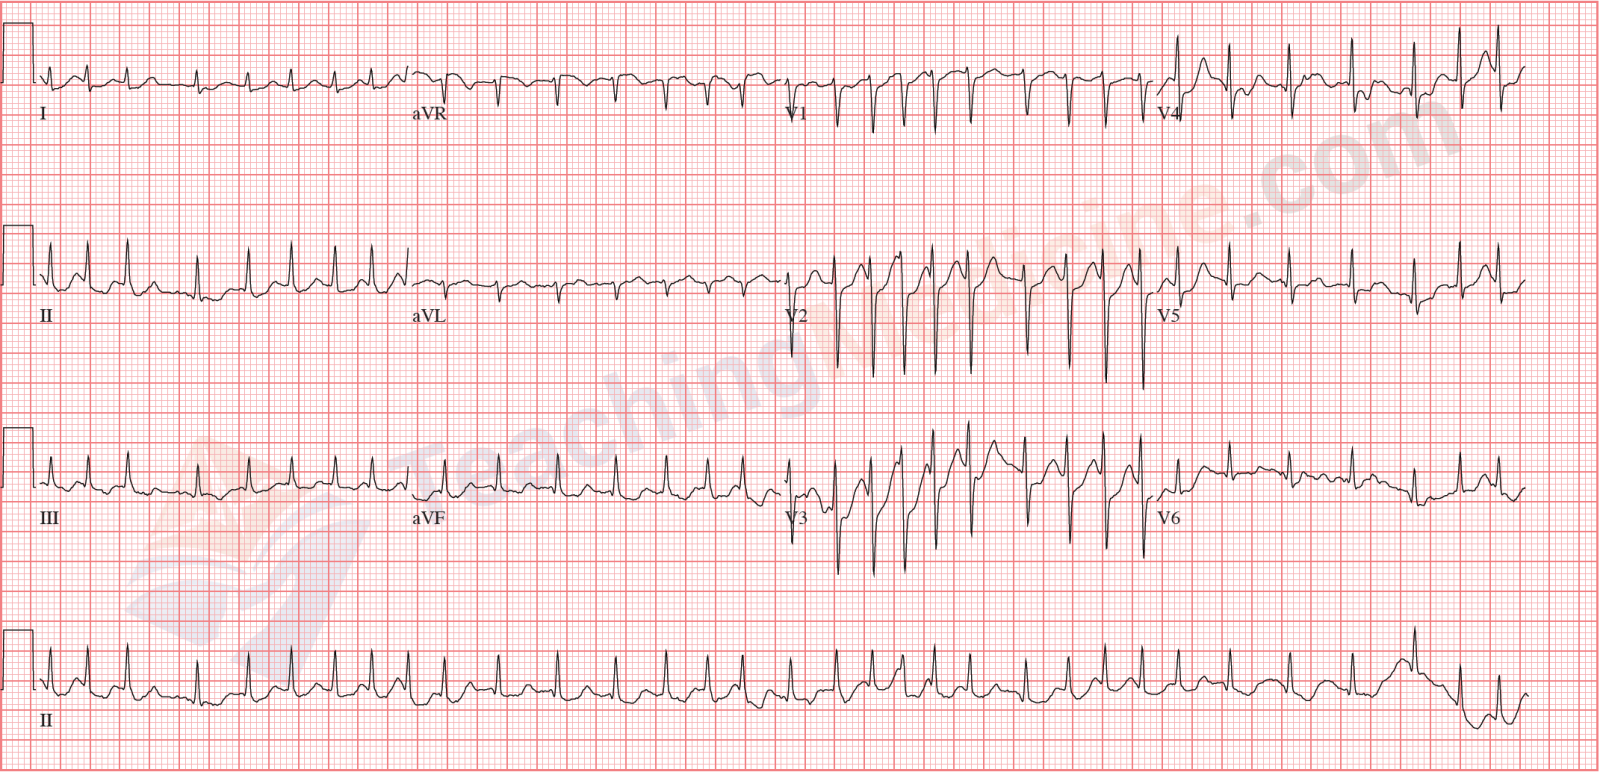 I aVR V1 V4
II aVL V2 V5
III aVF V3 V6
II
TeachingMedicine.com